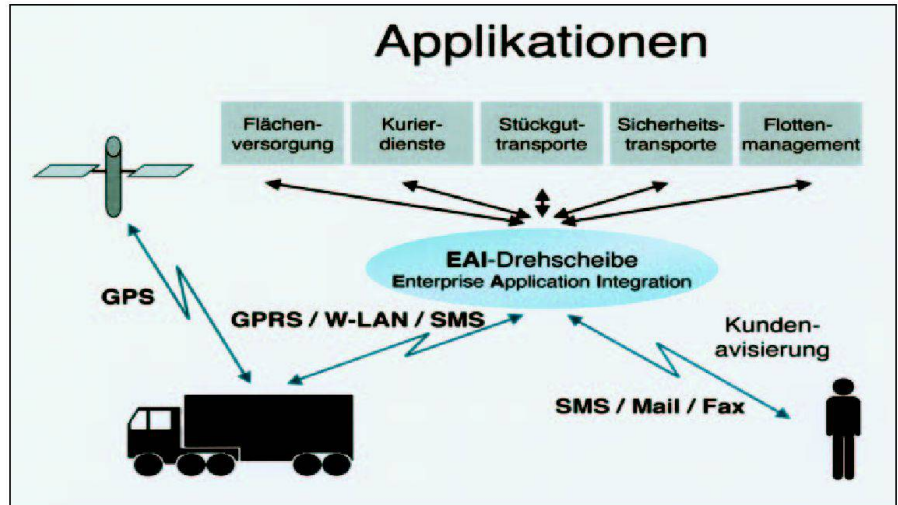 Applikationen
Flächen-
versorgung
Kurier-
dienste
Stückgut-
transporte
Sicherheits-
transporte
Flotten-
management
EAI-Drehscheibe
Enterprise Application Integration
GPS
GPRS / W-LAN / SMS
Kunden-
avisierung
SMS / Mail / Fax